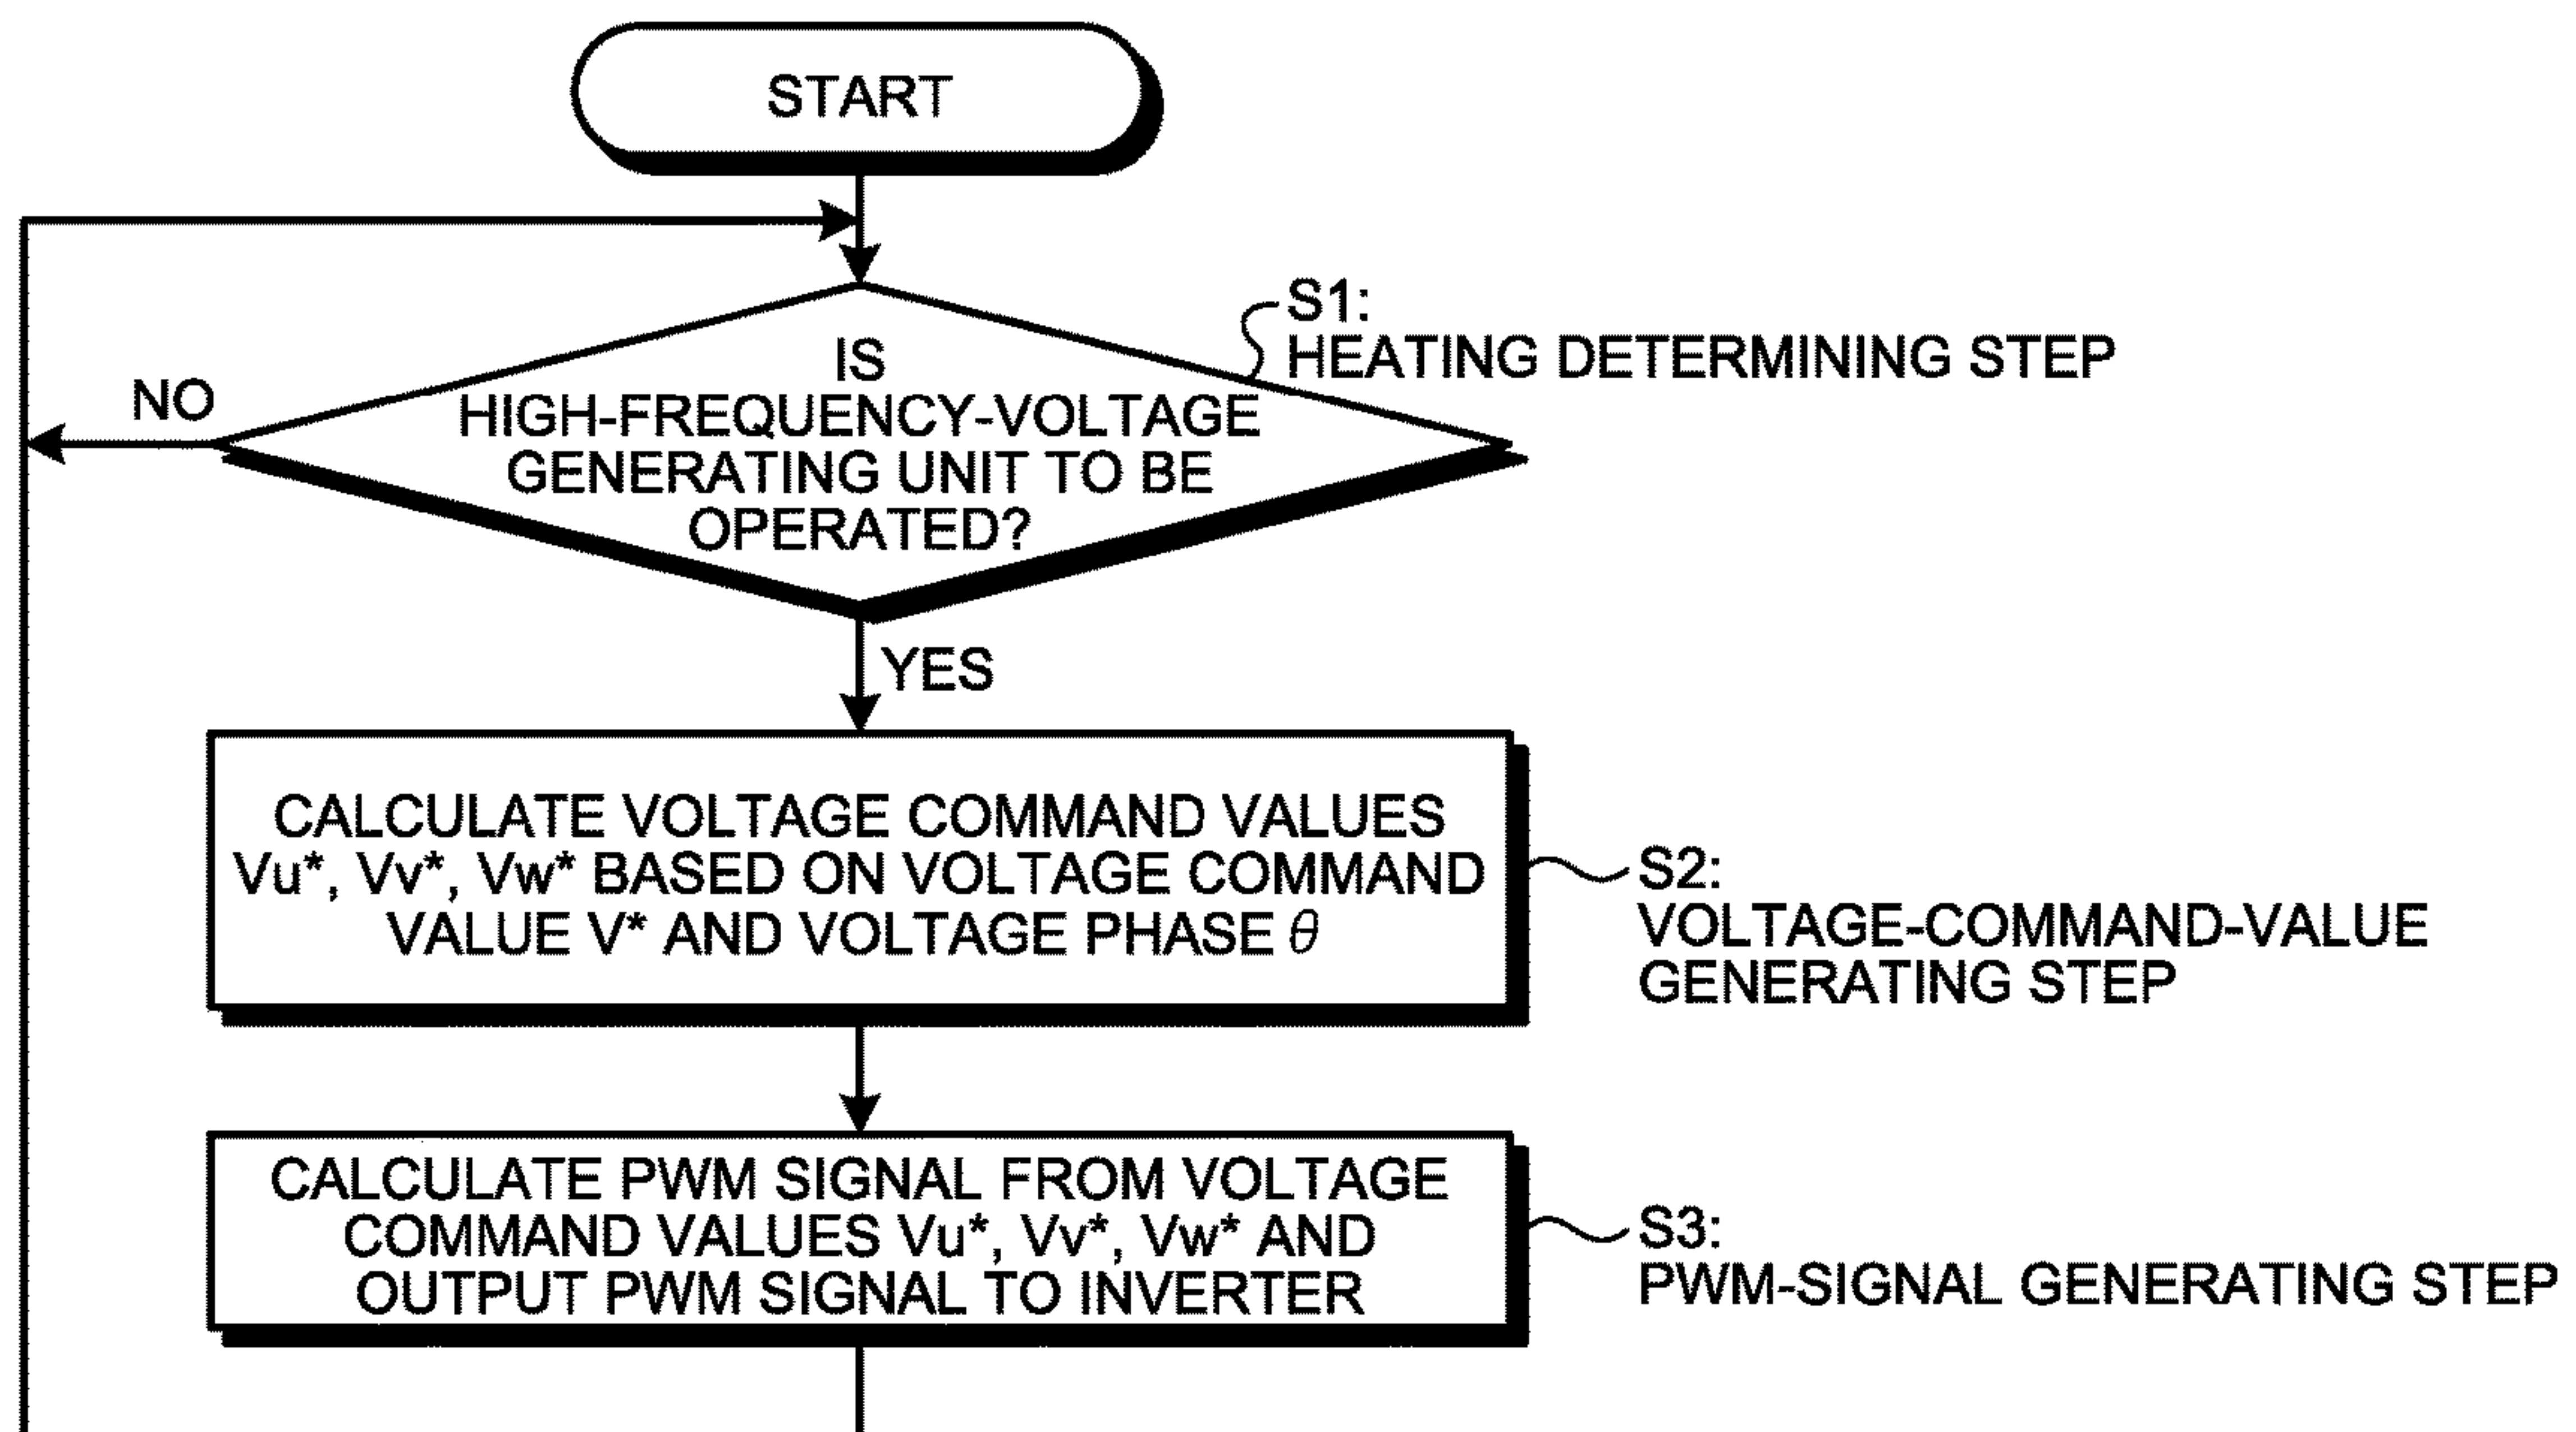 START
S1:
HEATING DETERMINING STEP
IS
HIGH-FREQUENCY-VOLTAGE
GENERATING UNIT TO BE
OPERATED?
NO
YES
CALCULATE VOLTAGE COMMAND VALUES
Vu*, Vv*, Vw* BASED ON VOLTAGE COMMAND
VALUE V* AND VOLTAGE PHASE θ
S2:
VOLTAGE-COMMAND-VALUE
GENERATING STEP
CALCULATE PWM SIGNAL FROM VOLTAGE
COMMAND VALUES Vu*, Vv*, Vw* AND
OUTPUT PWM SIGNAL TO INVERTER
S3:
PWM-SIGNAL GENERATING STEP